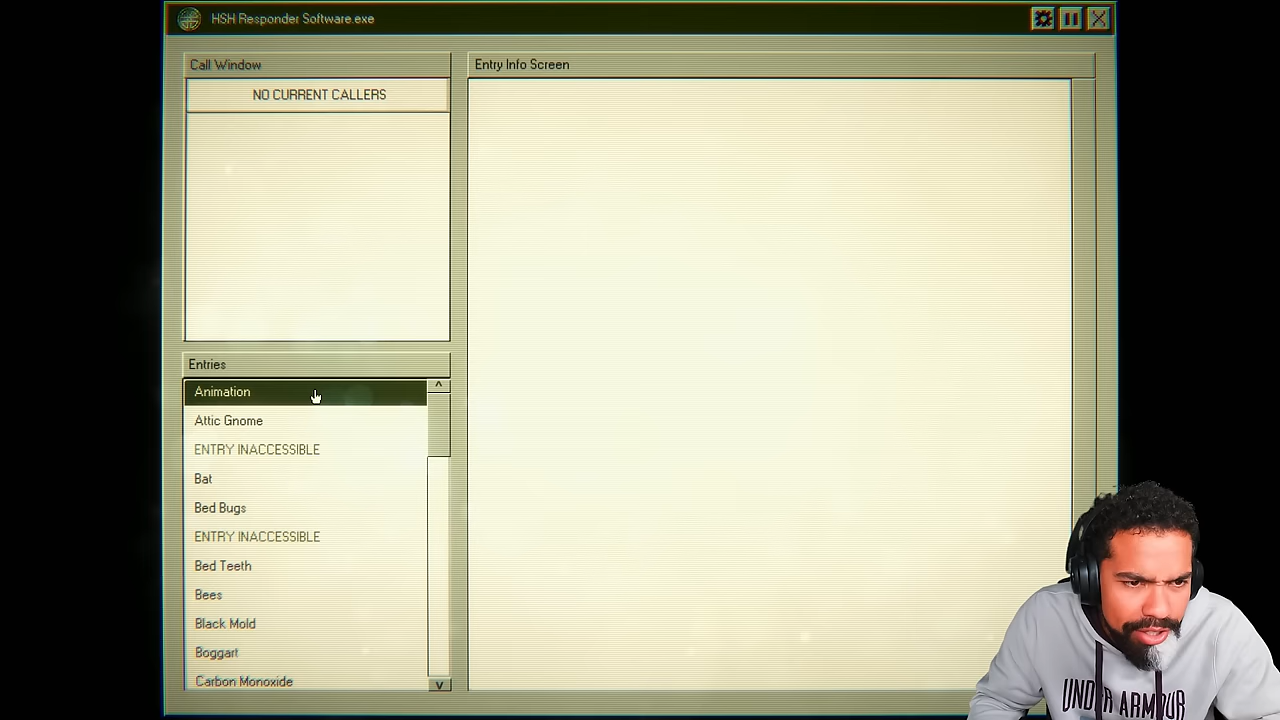 HSH Responder Software.exe
Call Window
NO CURRENT CALLERS
Entry Info Screen
Entries
Animation
Attic Gnome
ENTRY INACCESSIBLE
Bat
Bed Bugs
ENTRY INACCESSIBLE
Bed Teeth
Bees
Black Mold
Boggart
Carbon Monoxide
UNDER ARMOUR